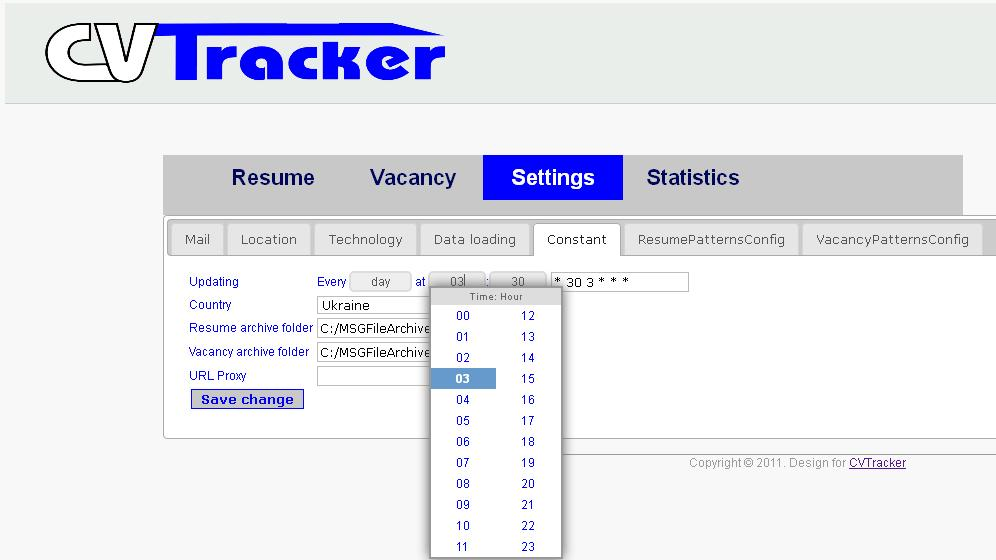 CVTracker
Resume Vacancy Settings Statistics
Mail Location Technology Data loading Constant ResumePatternsConfig VacancyPatternsConfig
Updating Every day at 03 : 30 * 30 3 * * *
Country Ukraine
Resume archive folder C:/MSGFileArchive
Vacancy archive folder C:/MSGFileArchive
URL Proxy
Save change
Time: Hour
00 12
01 13
02 14
03 15
04 16
05 17
06 18
07 19
08 20
09 21
10 22
11 23
Copyright © 2011. Design for CVTracker